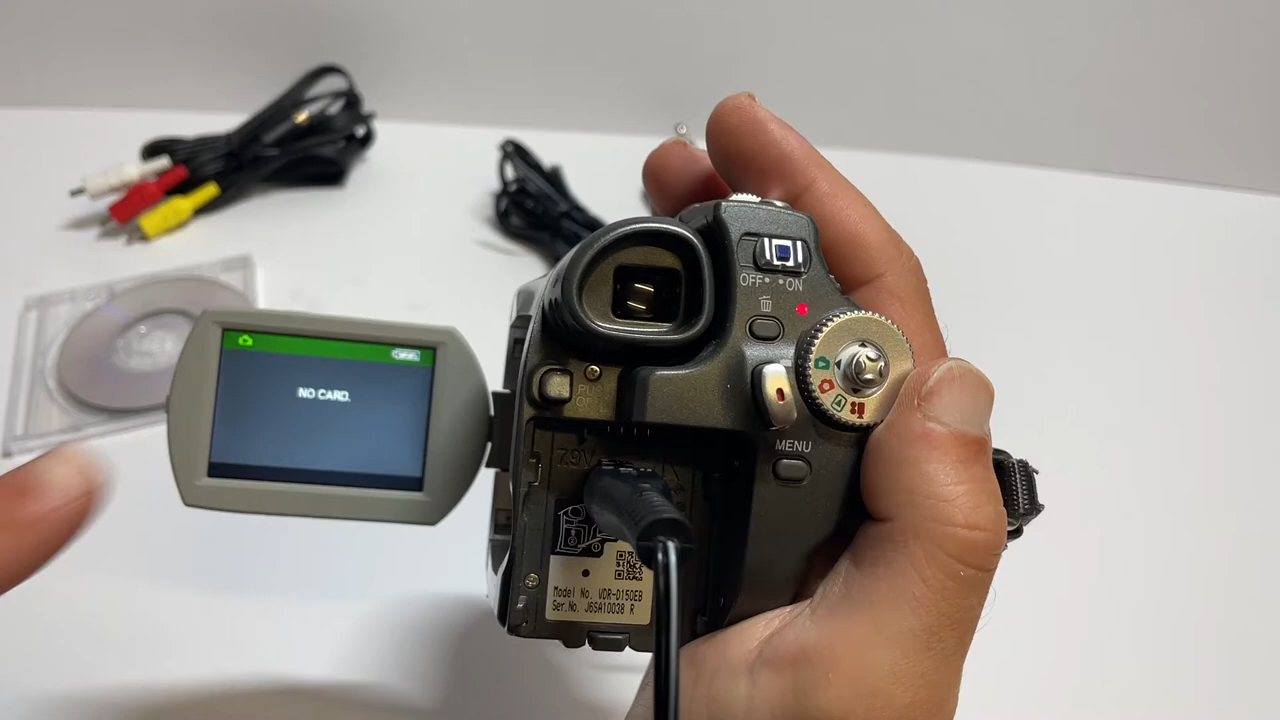 OFF ON
NO CARD.
MENU
7.9V
Model No. VDR-D150EB
Ser.No. J6SA10038 R